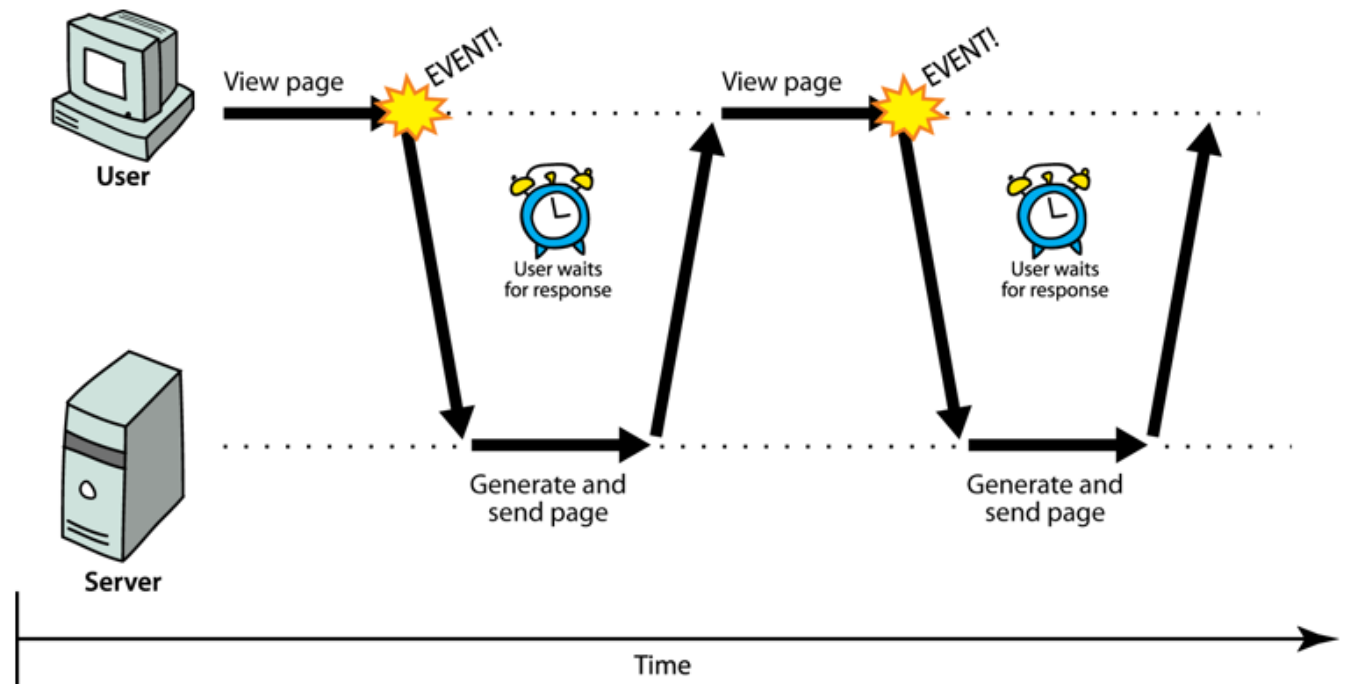 View page
EVENT!
View page
EVENT!
User
User waits
for response
User waits
for response
Generate and
send page
Generate and
send page
Server
Time